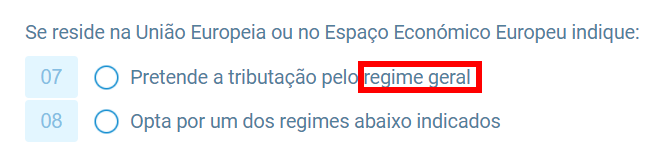 Se reside na União Europeia ou no Espaço Económico Europeu indique:
07 Pretende a tributação pelo regime geral
08 Opta por um dos regimes abaixo indicados